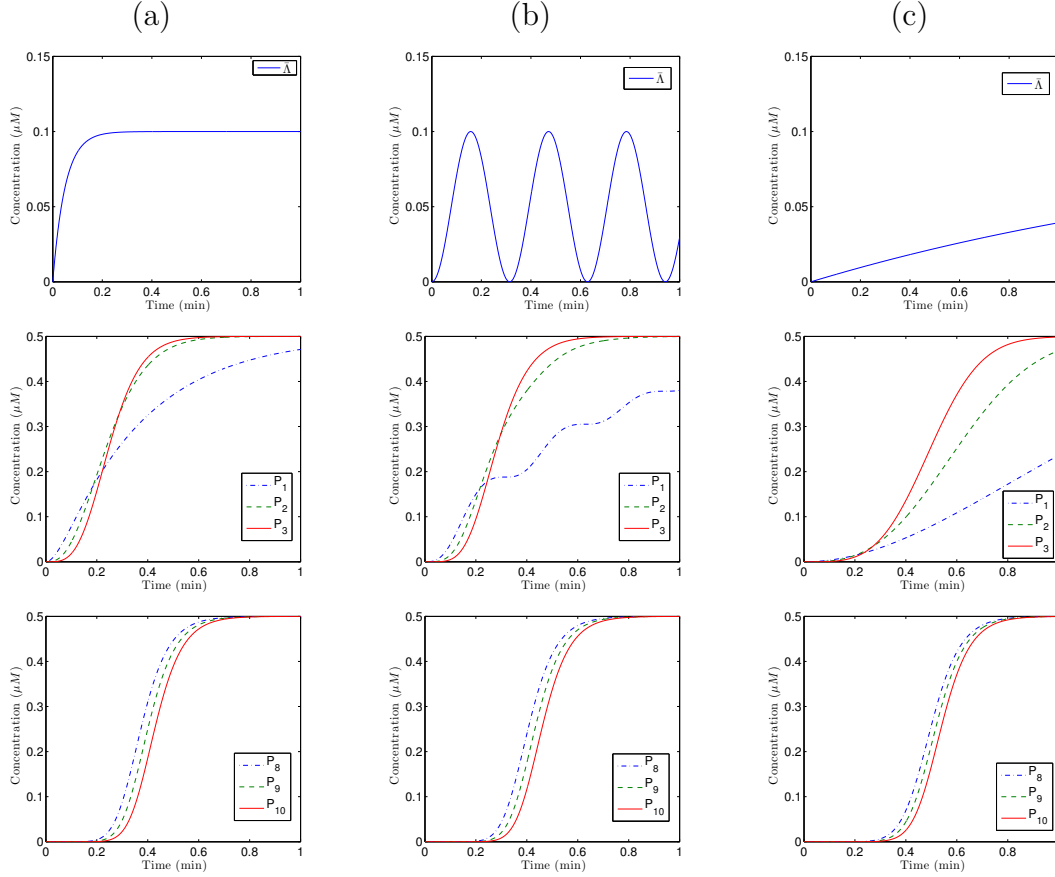 (a)
(b)
(c)
Concentration (μM)
0.15
0.1
0.05
0
0 0.2 0.4 0.6 0.8 1
Time (min)
Λ̄
Concentration (μM)
0.15
0.1
0.05
0
0 0.2 0.4 0.6 0.8 1
Time (min)
Λ̄
Concentration (μM)
0.15
0.1
0.05
0
0 0.2 0.4 0.6 0.8
Time (min)
Λ̄
Concentration (μM)
0.5
0.4
0.3
0.2
0.1
0
0 0.2 0.4 0.6 0.8 1
Time (min)
P₁
P₂
P₃
Concentration (μM)
0.5
0.4
0.3
0.2
0.1
0
0 0.2 0.4 0.6 0.8 1
Time (min)
P₁
P₂
P₃
Concentration (μM)
0.5
0.4
0.3
0.2
0.1
0
0 0.2 0.4 0.6 0.8
Time (min)
P₁
P₂
P₃
Concentration (μM)
0.5
0.4
0.3
0.2
0.1
0
0 0.2 0.4 0.6 0.8 1
Time (min)
P₈
P₉
P₁₀
Concentration (μM)
0.5
0.4
0.3
0.2
0.1
0
0 0.2 0.4 0.6 0.8 1
Time (min)
P₈
P₉
P₁₀
Concentration (μM)
0.5
0.4
0.3
0.2
0.1
0
0 0.2 0.4 0.6 0.8
Time (min)
P₈
P₉
P₁₀